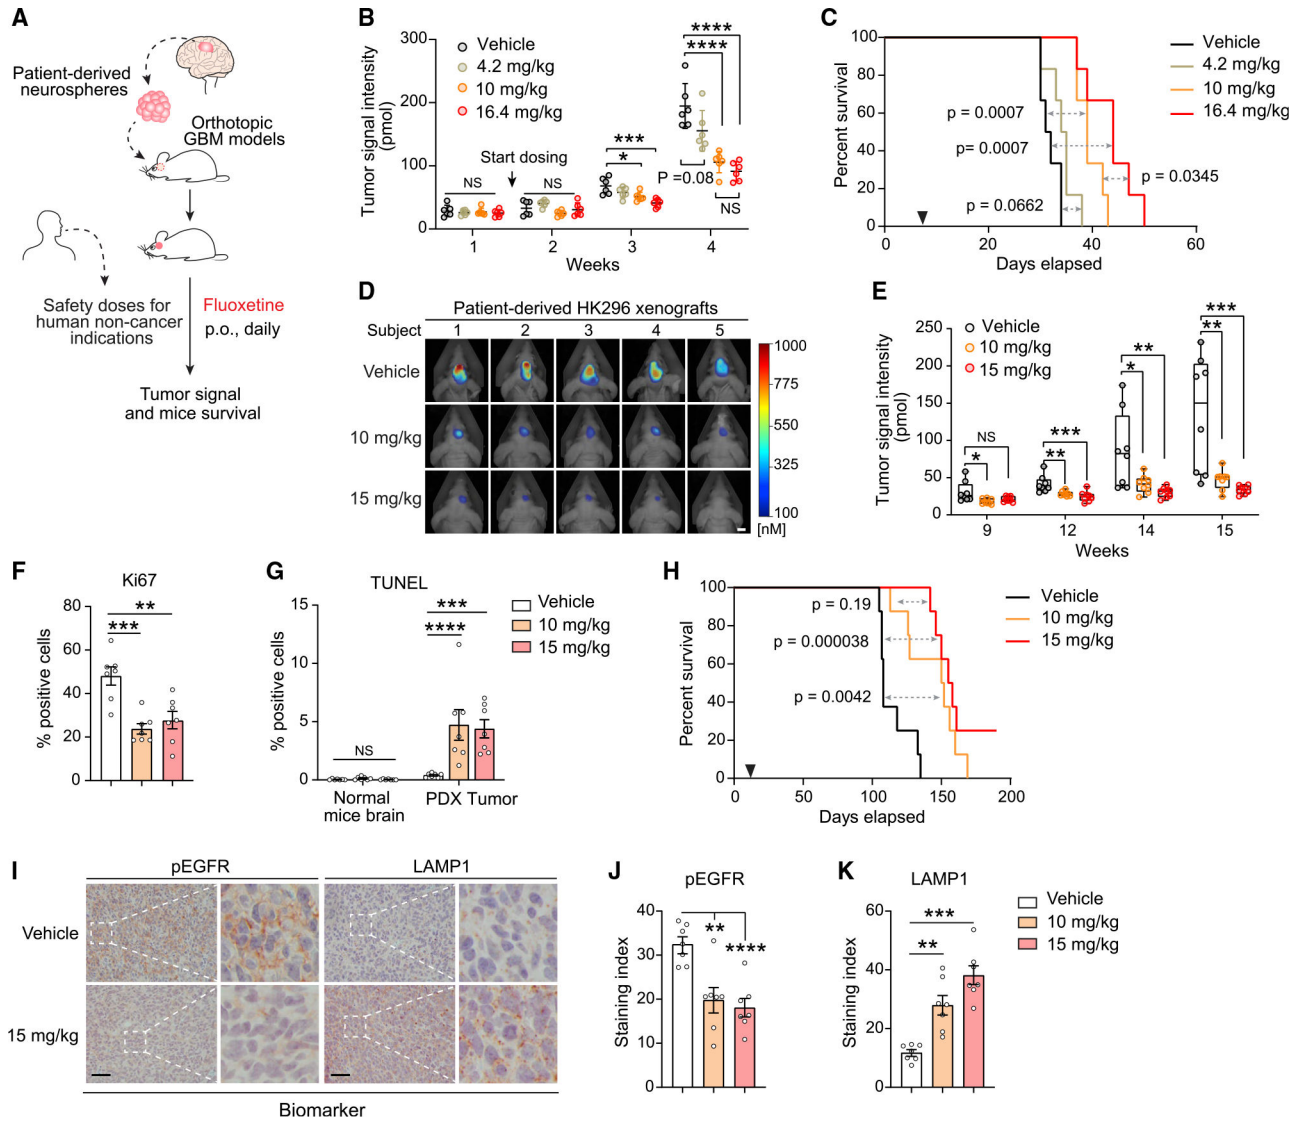 A
Patient-derived
neurospheres
Orthotopic
GBM models
Safety doses for
human non-cancer
indications
Fluoxetine
p.o., daily
Tumor signal
and mice survival
B
Tumor signal intensity
(pmol)
300
200
100
0
Vehicle
4.2 mg/kg
10 mg/kg
16.4 mg/kg
Start dosing
NS
NS
***
*
****
****
P =0.08
NS
1 2 3 4
Weeks
C
Percent survival
100
80
60
40
20
0
p = 0.0007
p= 0.0007
p = 0.0345
p = 0.0662
Vehicle
4.2 mg/kg
10 mg/kg
16.4 mg/kg
0 20 40 60
Days elapsed
D
Patient-derived HK296 xenografts
Subject 1 2 3 4 5
Vehicle
10 mg/kg
15 mg/kg
1000
775
550
325
100
[nM]
E
Tumor signal intensity
(pmol)
250
200
150
100
50
0
Vehicle
10 mg/kg
15 mg/kg
NS
*
***
**
**
*
***
**
9 12 14 15
Weeks
F
Ki67
% positive cells
80
60
40
20
0
**
***
G
TUNEL
% positive cells
15
10
5
0
NS
***
****
Normal
mice brain
PDX Tumor
Vehicle
10 mg/kg
15 mg/kg
H
Percent survival
100
80
60
40
20
0
p = 0.19
p = 0.000038
p = 0.0042
Vehicle
10 mg/kg
15 mg/kg
0 50 100 150 200
Days elapsed
I
pEGFR LAMP1
Vehicle
15 mg/kg
Biomarker
J
pEGFR
Staining index
40
30
20
10
0
**
****
K
LAMP1
Staining index
60
40
20
0
***
**
Vehicle
10 mg/kg
15 mg/kg